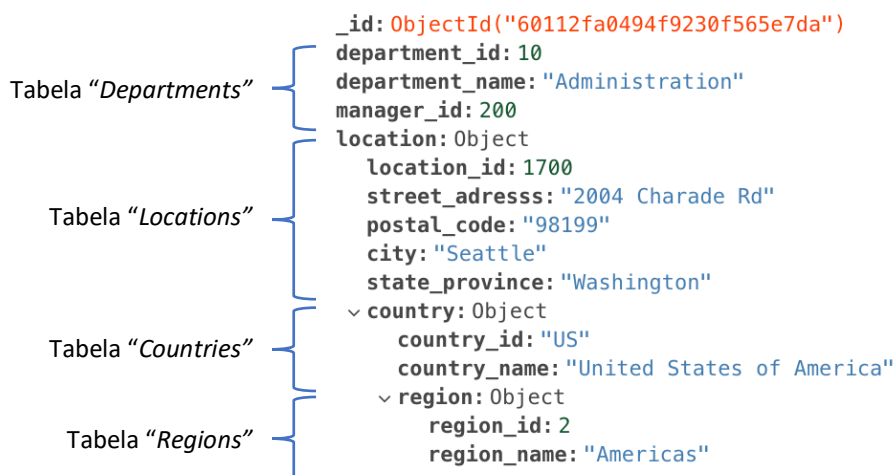 _id: ObjectId("60112fa0494f9230f565e7da")
department_id: 10
Tabela “Departments”
department_name: "Administration"
manager_id: 200
location: Object
location_id: 1700
street_adresss: "2004 Charade Rd"
Tabela “Locations”
postal_code: "98199"
city: "Seattle"
state_province: "Washington"
country: Object
country_id: "US"
Tabela “Countries”
country_name: "United States of America"
region: Object
region_id: 2
Tabela “Regions”
region_name: "Americas"